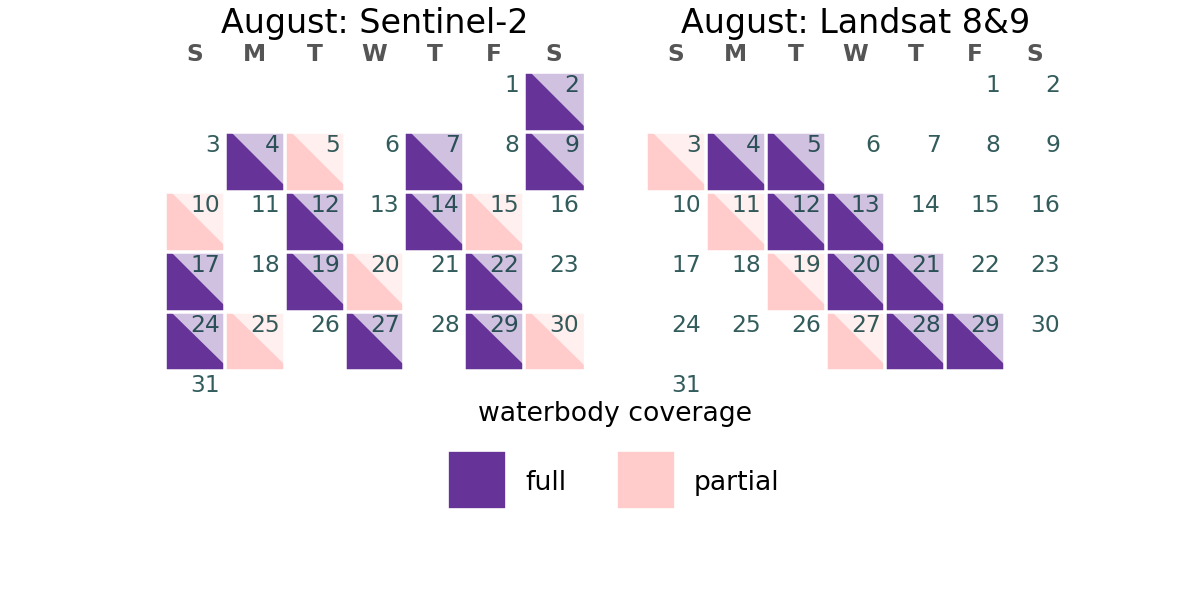 August: Sentinel-2
S M T W T F S
1 2
3 4 5 6 7 8 9
10 11 12 13 14 15 16
17 18 19 20 21 22 23
24 25 26 27 28 29 30
31
August: Landsat 8&9
S M T W T F S
1 2
3 4 5 6 7 8 9
10 11 12 13 14 15 16
17 18 19 20 21 22 23
24 25 26 27 28 29 30
31
waterbody coverage
full
partial